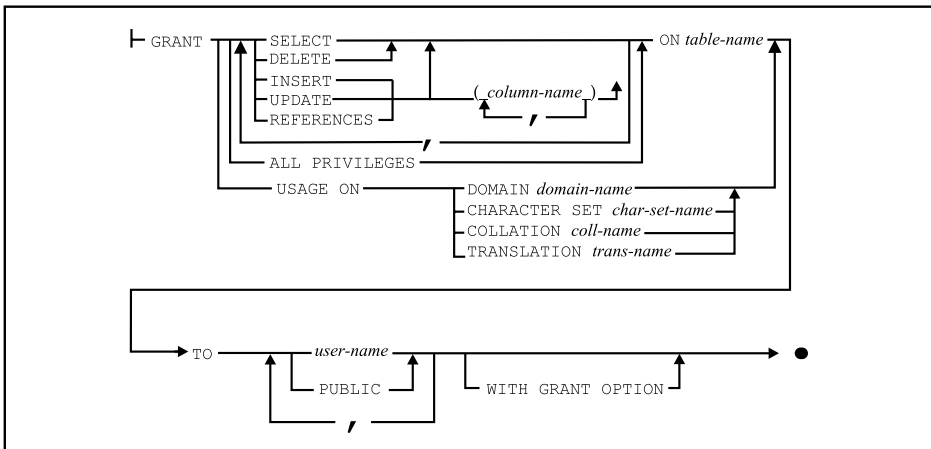 GRANT SELECT ON table-name
DELETE
INSERT
(column-name)
UPDATE
,
REFERENCES
,
ALL PRIVILEGES
USAGE ON DOMAIN domain-name
CHARACTER SET char-set-name
COLLATION coll-name
TRANSLATION trans-name
TO user-name
PUBLIC WITH GRANT OPTION
,